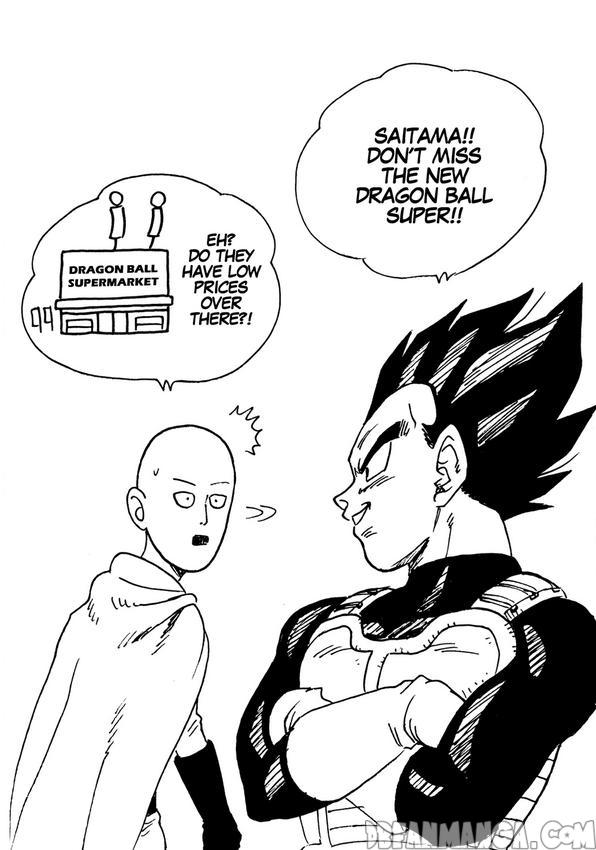 SAITAMA!!
DON'T MISS
THE NEW
DRAGON BALL
SUPER!!
EH?
DO THEY
HAVE LOW
PRICES
OVER
THERE?!
DRAGON BALL
SUPERMARKET
DBFANMANGA.COM